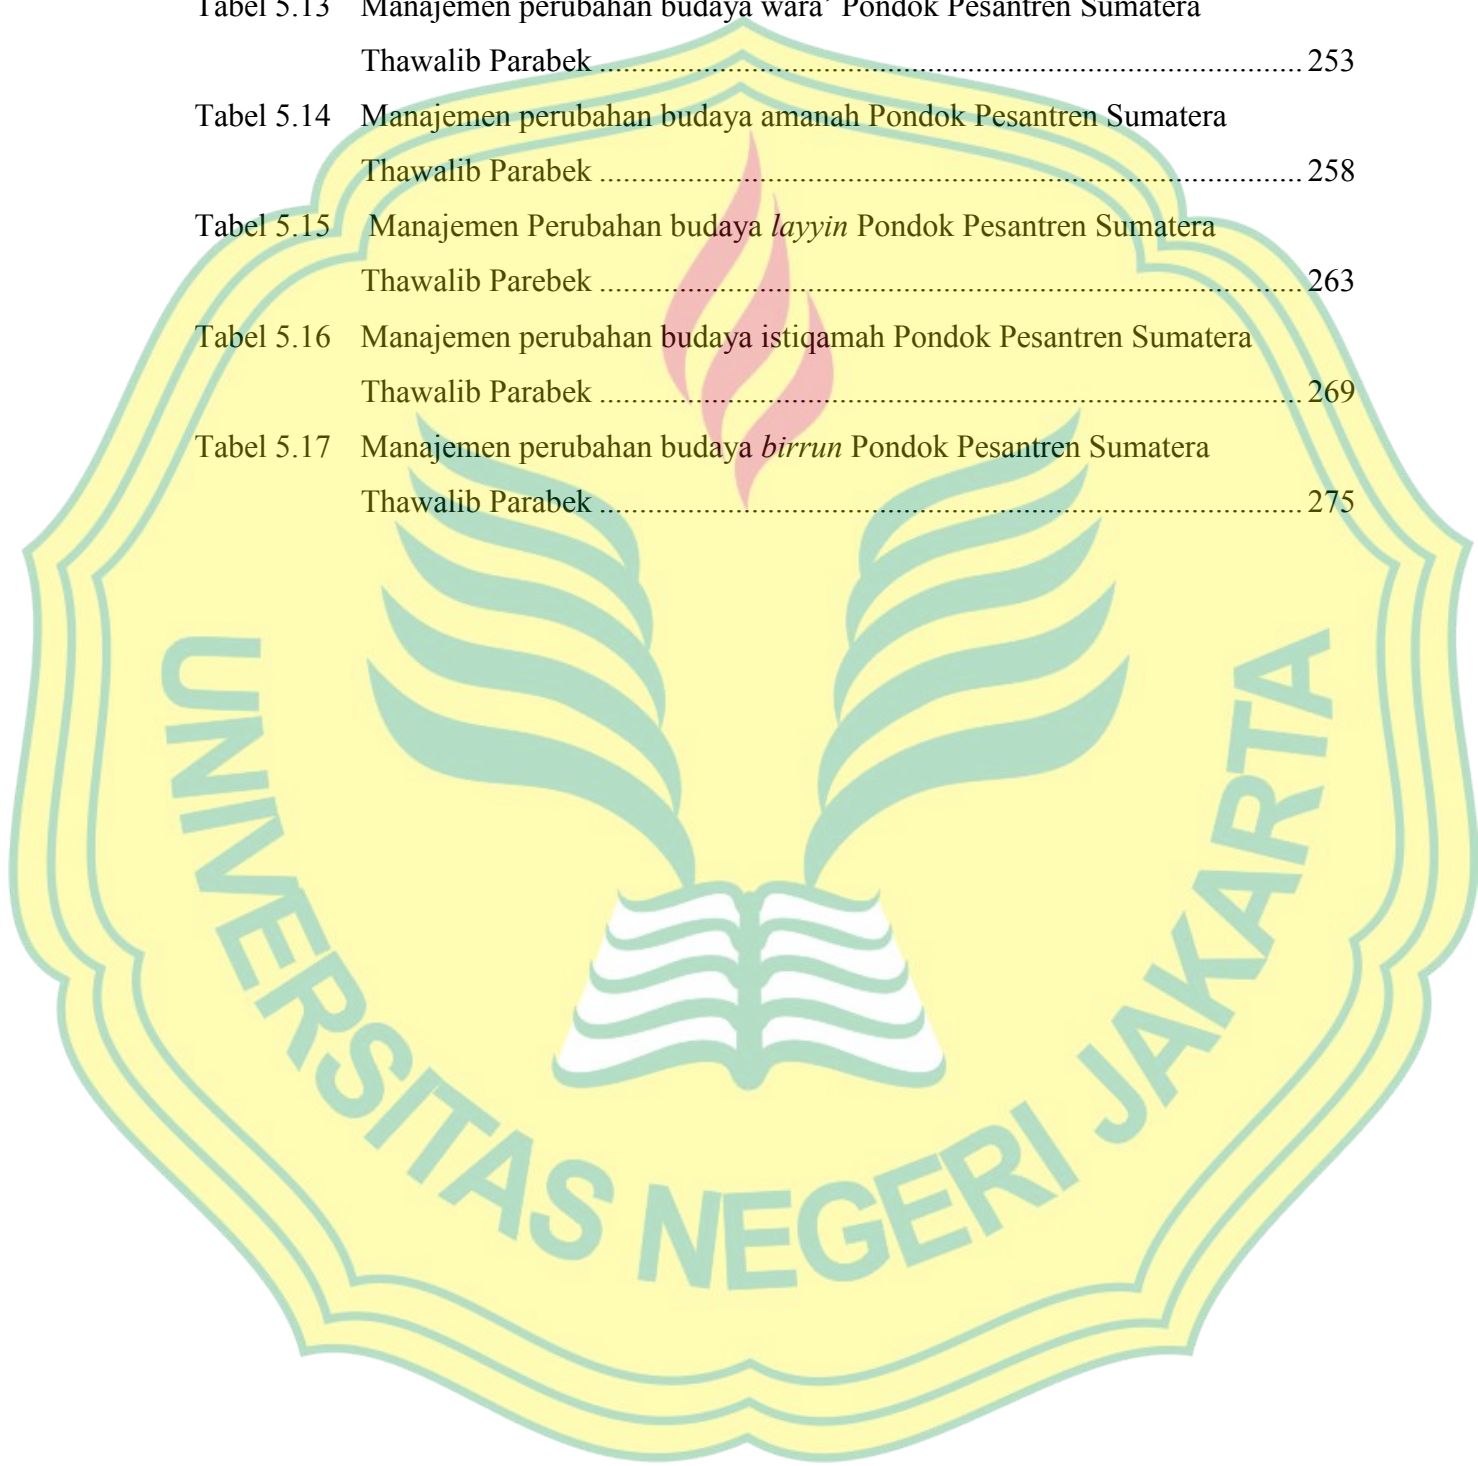 Tabel 5.13 Manajemen perubahan budaya wara' Pondok Pesantren Sumatera
Thawalib Parabek ........................................................................................ 253
Tabel 5.14 Manajemen perubahan budaya amanah Pondok Pesantren Sumatera
Thawalib Parabek ........................................................................................ 258
Tabel 5.15 Manajemen Perubahan budaya layyin Pondok Pesantren Sumatera
Thawalib Parebek ........................................................................................ 263
Tabel 5.16 Manajemen perubahan budaya istiqamah Pondok Pesantren Sumatera
Thawalib Parabek ........................................................................................ 269
Tabel 5.17 Manajemen perubahan budaya birrun Pondok Pesantren Sumatera
Thawalib Parabek ........................................................................................ 275
UNIVERSITAS NEGERI JAKARTA